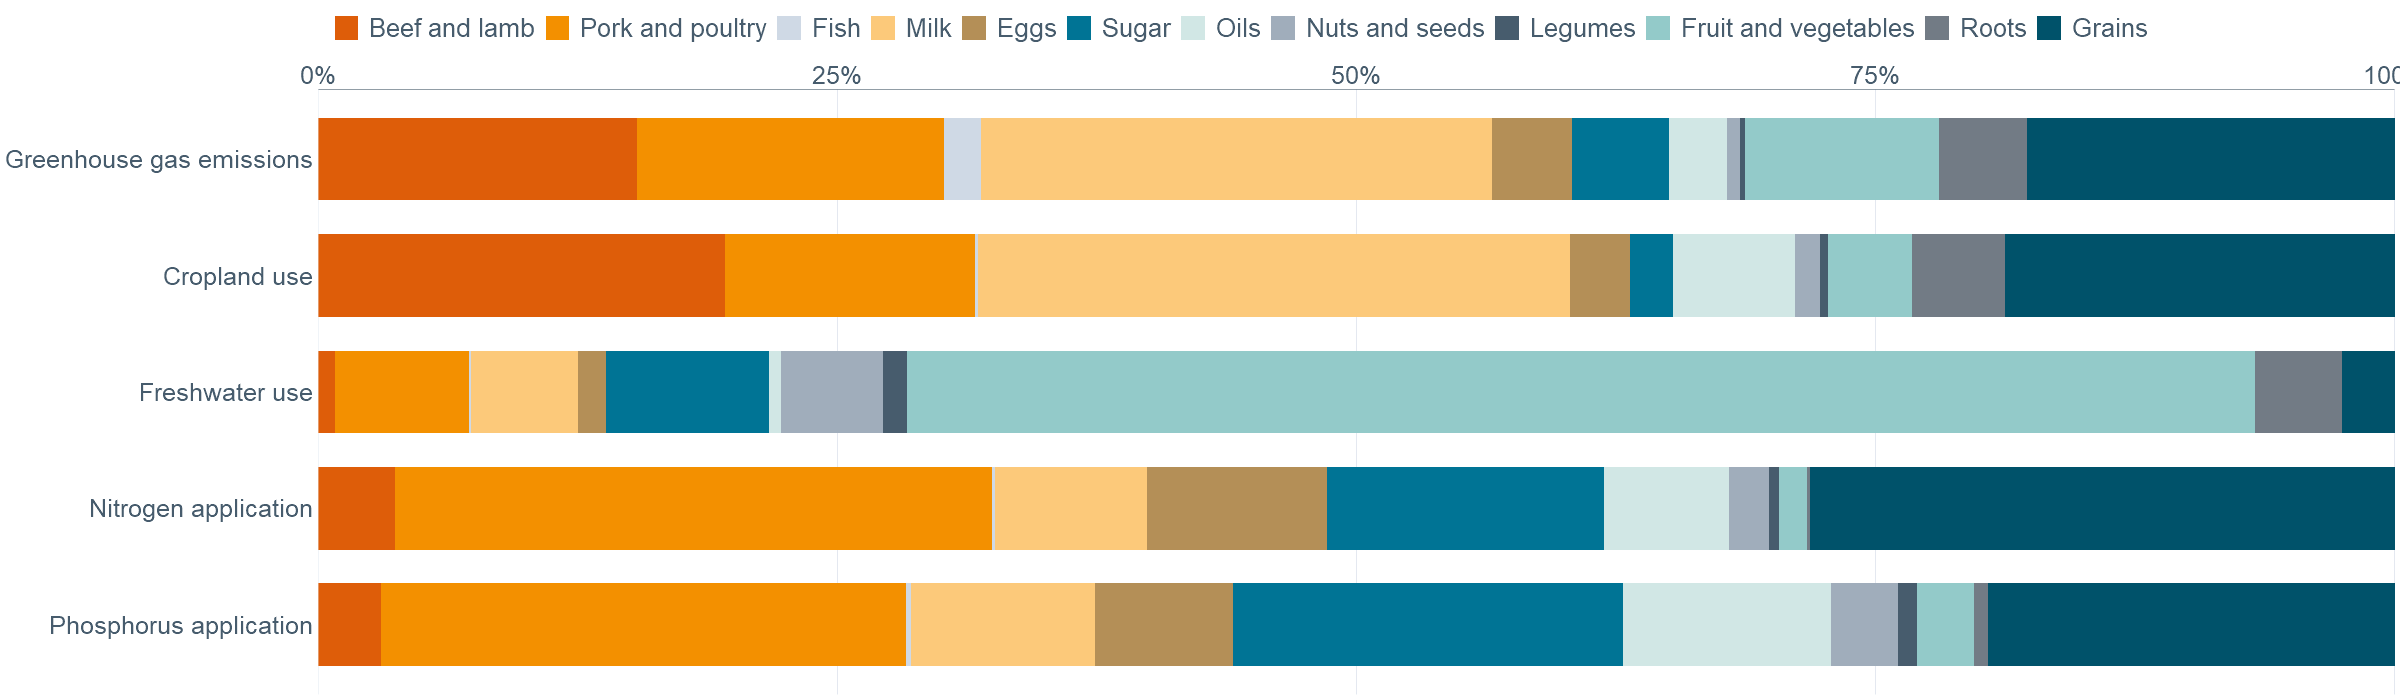 Beef and lamb Pork and poultry Fish Milk Eggs Sugar Oils Nuts and seeds Legumes Fruit and vegetables Roots Grains
0% 25% 50% 75% 100
Greenhouse gas emissions
Cropland use
Freshwater use
Nitrogen application
Phosphorus application